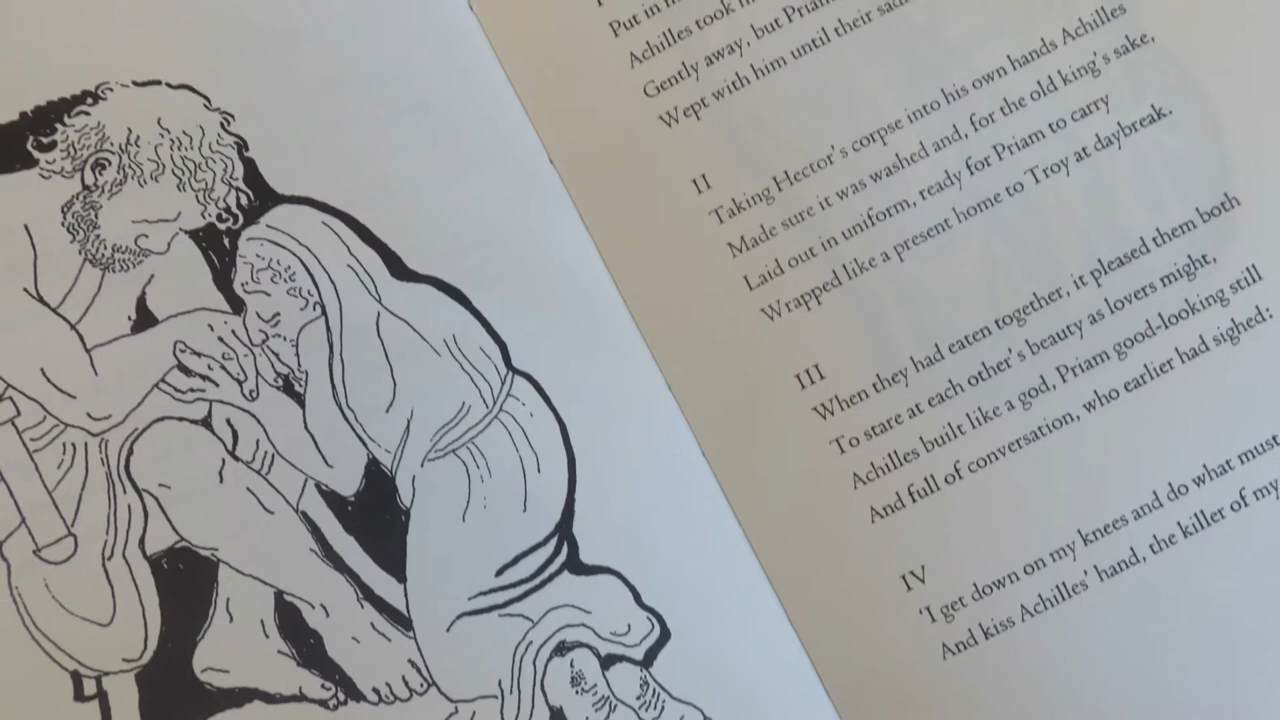 Put in
Achilles took
Gently away, but Priam
Wept with him until their
II
Taking Hector's corpse into his own hands Achilles
Made sure it was washed and, for the old king's sake,
Laid out in uniform, ready for Priam to carry
Wrapped like a present home to Troy at daybreak.
III
When they had eaten together, it pleased them both
To stare at each other's beauty as lovers might,
Achilles built like a god, Priam good-looking still
And full of conversation, who earlier had sighed:
IV
'I get down on my knees and do what must
And kiss Achilles' hand, the killer of my